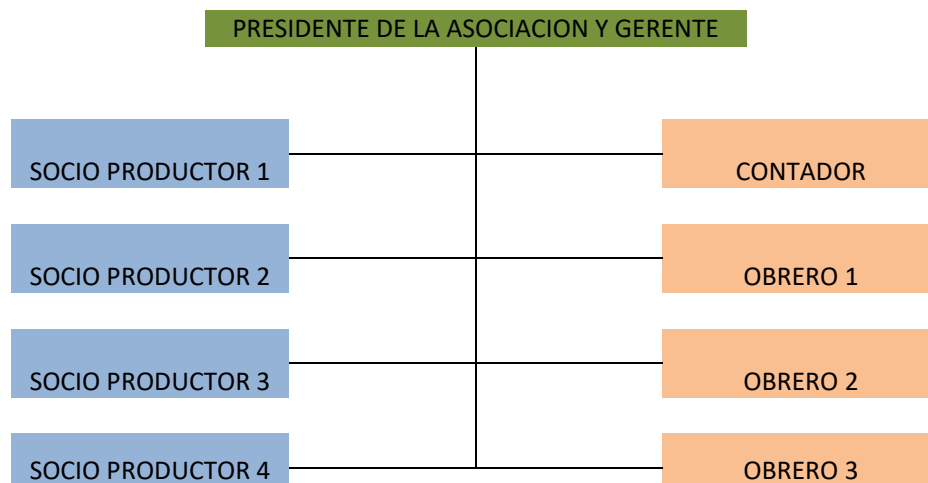 PRESIDENTE DE LA ASOCIACION Y GERENTE
SOCIO PRODUCTOR 1
CONTADOR
SOCIO PRODUCTOR 2
OBRERO 1
SOCIO PRODUCTOR 3
OBRERO 2
SOCIO PRODUCTOR 4
OBRERO 3